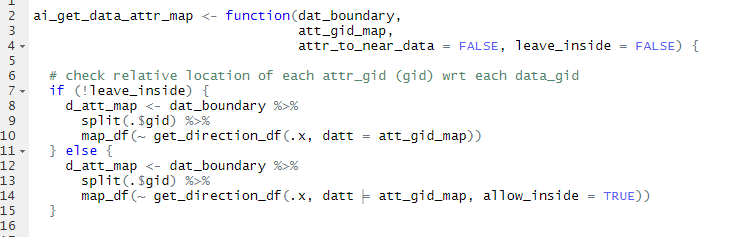 1
2 ai_get_data_attr_map <- function(dat_boundary,
3                                  att_gid_map,
4                                  attr_to_near_data = FALSE, leave_inside = FALSE) {
5
6   # check relative location of each attr_gid (gid) wrt each data_gid
7   if (!leave_inside) {
8     d_att_map <- dat_boundary %>%
9       split(.$gid) %>%
10       map_df(~ get_direction_df(.x, datt = att_gid_map))
11   } else {
12     d_att_map <- dat_boundary %>%
13       split(.$gid) %>%
14       map_df(~ get_direction_df(.x, datt = att_gid_map, allow_inside = TRUE))
15   }
16